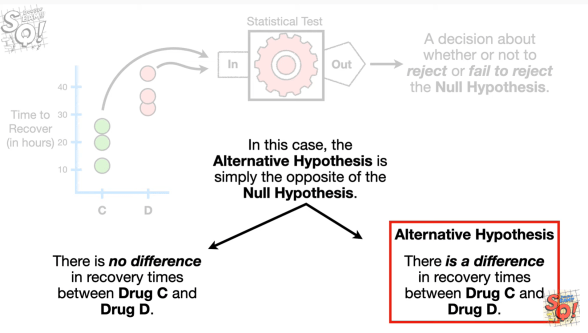 Statistical Test
In
Out
A decision about
whether or not to
reject or fail to reject
the Null Hypothesis.
Time to
Recover
(in hours)
40
30
20
10
C
D
In this case, the
Alternative Hypothesis is
simply the opposite of the
Null Hypothesis.
There is no difference
in recovery times
between Drug C and
Drug D.
Alternative Hypothesis
There is a difference
in recovery times
between Drug C and
Drug D.